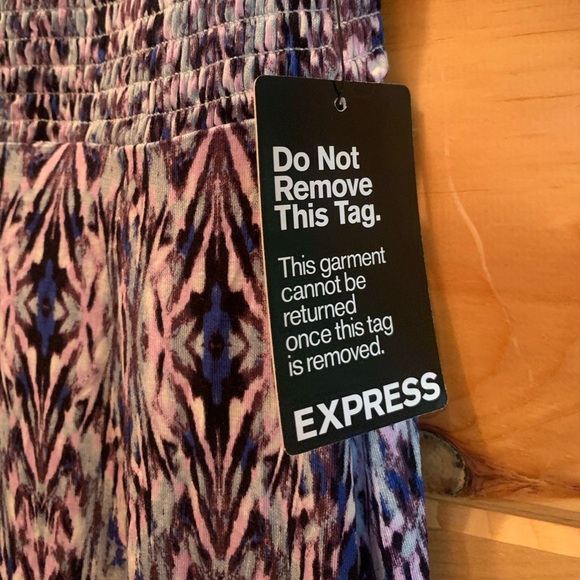 Do Not
Remove
This Tag.
This garment
cannot be
returned
once this tag
is removed.
EXPRESS